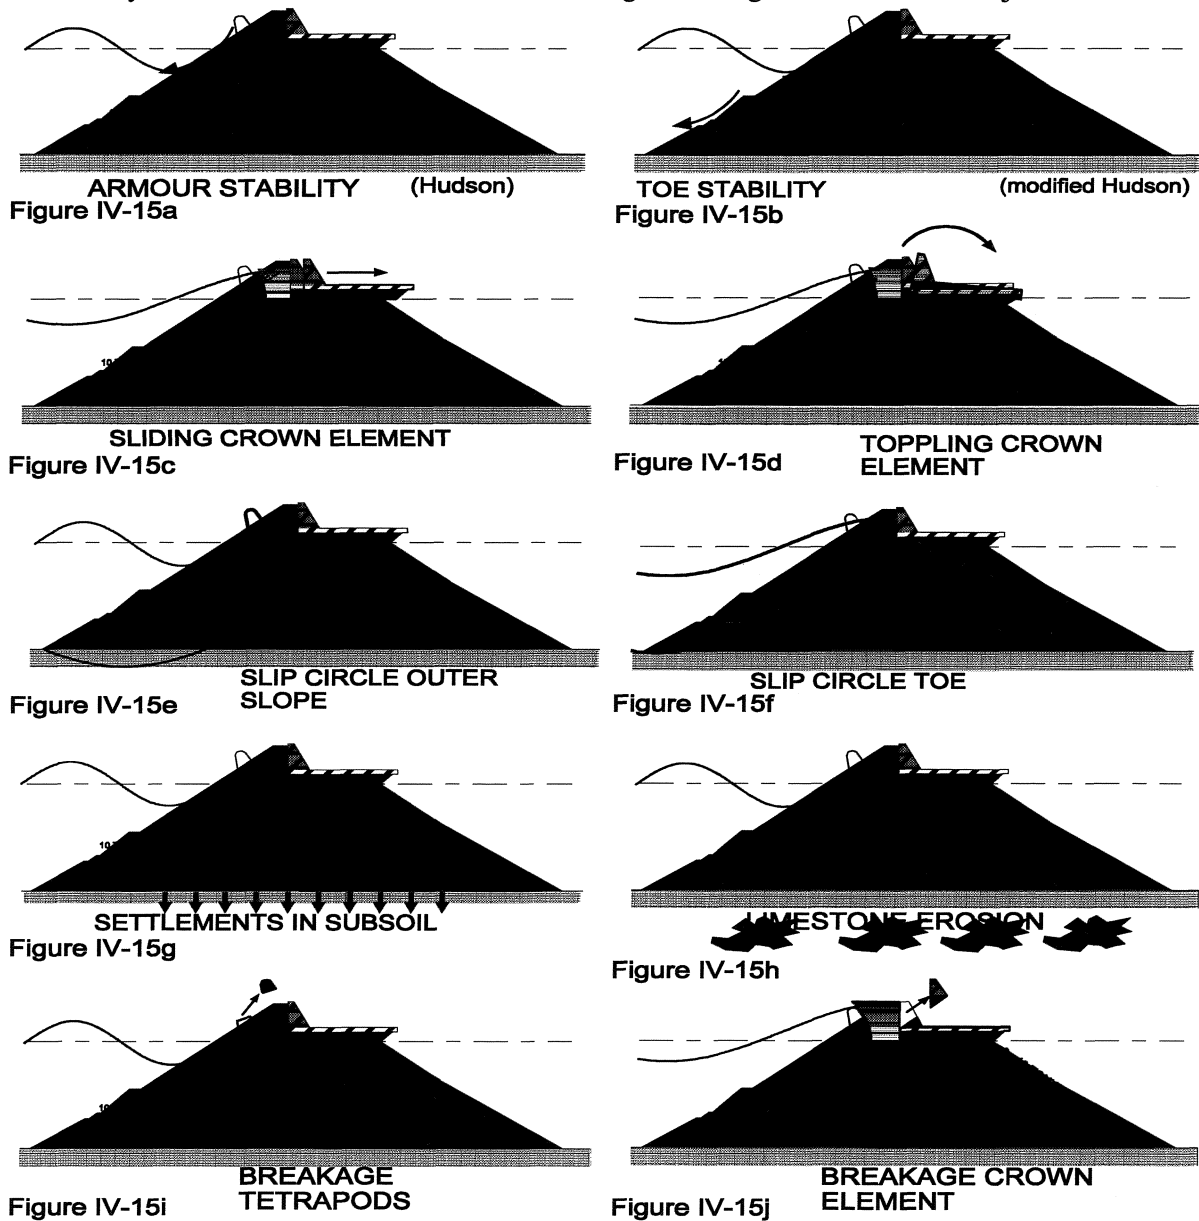 ARMOUR STABILITY (Hudson)
Figure IV-15a
TOE STABILITY (modified Hudson)
Figure IV-15b
SLIDING CROWN ELEMENT
Figure IV-15c
TOPPLING CROWN
ELEMENT
Figure IV-15d
SLIP CIRCLE OUTER
SLOPE
Figure IV-15e
SLIP CIRCLE TOE
Figure IV-15f
SETTLEMENTS IN SUBSOIL
Figure IV-15g
LIMESTONE EROSION
Figure IV-15h
BREAKAGE
TETRAPODS
Figure IV-15i
BREAKAGE CROWN
ELEMENT
Figure IV-15j